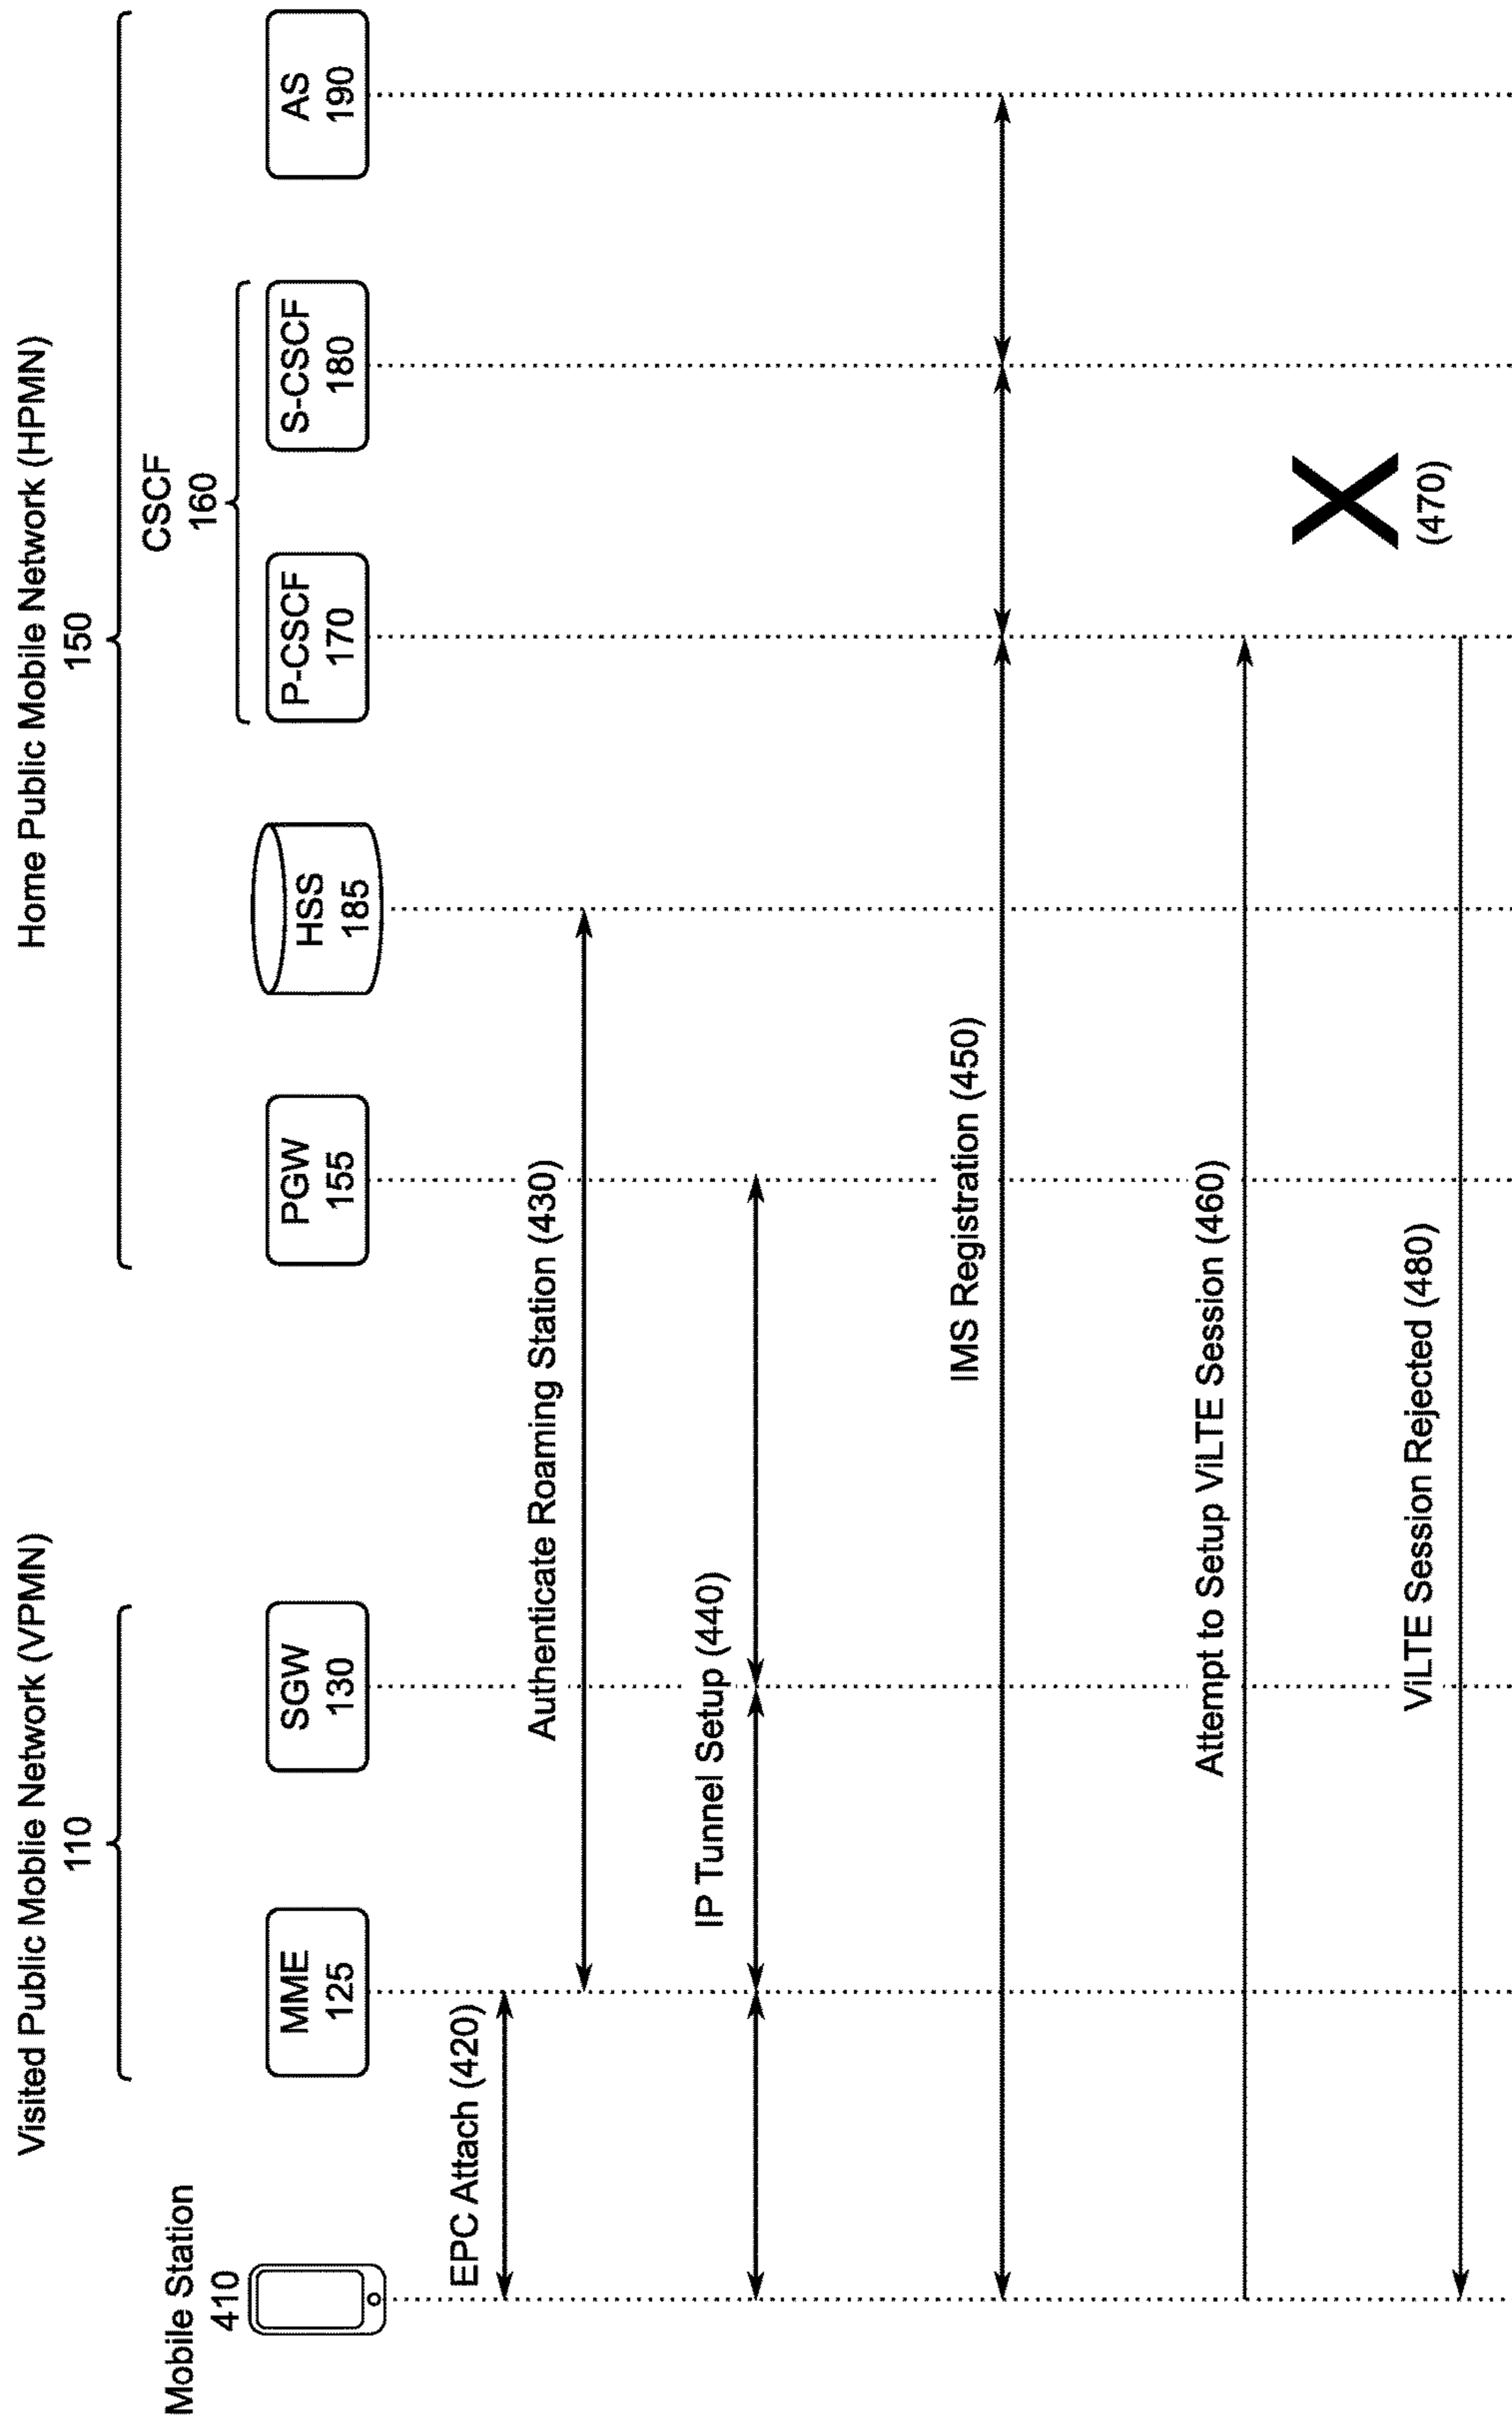 Visited Public Moblie Network (VPMN)
110
Home Public Mobile Network (HPMN)
150
CSCF
160
Mobile Station
410
MME
125
SGW
130
PGW
155
HSS
185
P-CSCF
170
S-CSCF
180
AS
190
EPC Attach (420)
Authenticate Roaming Station (430)
IP Tunnel Setup (440)
IMS Registration (450)
Attempt to Setup ViLTE Session (460)
X
(470)
ViLTE Session Rejected (480)